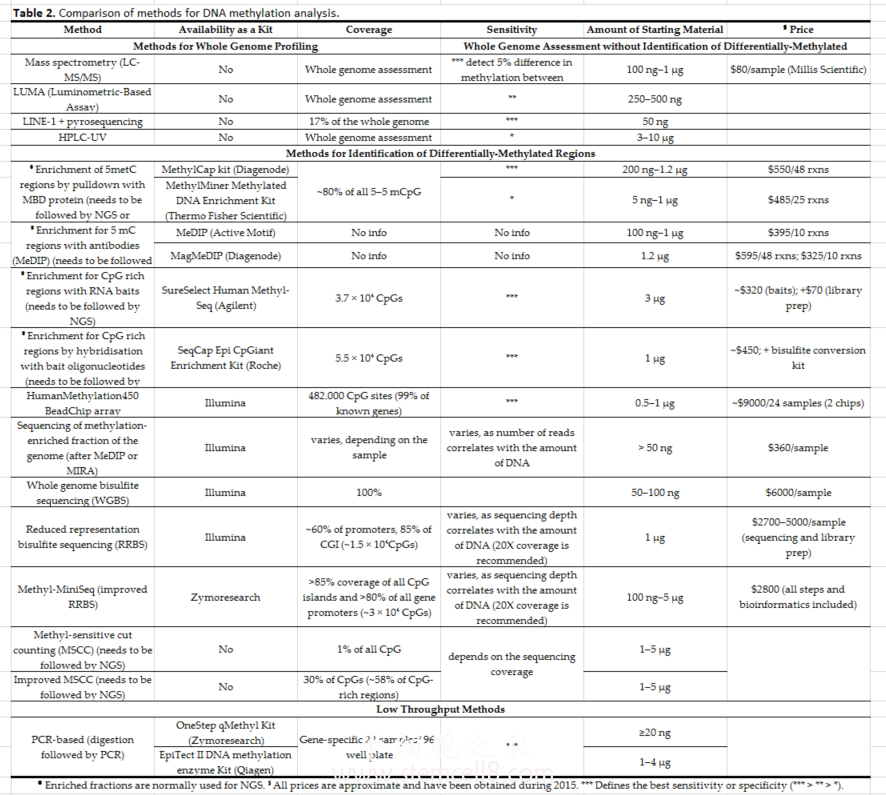 Table 2. Comparison of methods for DNA methylation analysis.
Method Availability as a Kit Coverage Sensitivity Amount of Starting Material $ Price
Methods for Whole Genome Profiling Whole Genome Assessment without Identification of Differentially-Methylated
Mass spectrometry (LC-
MS/MS)
No
Whole genome assessment
*** detect 5% difference in
methylation between
100 ng–1 µg
$80/sample (Millis Scientific)
LUMA (Luminometric-Based
Assay)
No
Whole genome assessment
**
250–500 ng
LINE-1 + pyrosequencing
No
17% of the whole genome
***
50 ng
HPLC-UV
No
Whole genome assessment
*
3–10 µg
Methods for Identification of Differentially-Methylated Regions
Enrichment of 5metC
regions by pulldown with
MBD protein (needs to be
followed by NGS or
MethylCap kit (Diagenode)
~80% of all 5–5 mCpG
***
200 ng–1.2 µg
$550/48 rxns
MethylMiner Methylated
DNA Enrichment Kit
(Thermo Fisher Scientific)
*
5 ng–1 µg
$485/25 rxns
Enrichment for 5 mC
regions with antibodies
(MeDIP) (needs to be followed
MeDIP (Active Motif)
No info
No info
100 ng–1 µg
$395/10 rxns
MagMeDIP (Diagenode)
No info
No info
1.2 µg
$595/48 rxns; $325/10 rxns
Enrichment for CpG rich
regions with RNA baits
(needs to be followed by
NGS)
SureSelect Human Methyl-
Seq (Agilent)
3.7 × 10⁶ CpGs
***
3 µg
~$320 (baits); +$70 (library
prep)
Enrichment for CpG rich
regions by hybridisation
with bait oligonucleotides
(needs to be followed by
SeqCap Epi CpGiant
Enrichment Kit (Roche)
5.5 × 10⁶ CpGs
***
1 µg
~$450; + bisulfite conversion
kit
HumanMethylation450
BeadChip array
Illumina
482.000 CpG sites (99% of
known genes)
***
0.5–1 µg
~$9000/24 samples (2 chips)
Sequencing of methylation-
enriched fraction of the
genome (after MeDIP or
MIRA)
Illumina
varies, depending on the
sample
varies, as number of reads
correlates with the amount
of DNA
> 50 ng
$360/sample
Whole genome bisulfite
sequencing (WGBS)
Illumina
100%
50–100 ng
$6000/sample
Reduced representation
bisulfite sequencing (RRBS)
Illumina
~60% of promoters, 85% of
CGI (~1.5 × 10⁶CpGs)
varies, as sequencing depth
correlates with the amount
of DNA (20X coverage is
recommended)
1 µg
$2700–5000/sample
(sequencing and library
prep)
Methyl-MiniSeq (improved
RRBS)
Zymoresearch
>85% coverage of all CpG
islands and >80% of all gene
promoters (~3 × 10⁶ CpGs)
varies, as sequencing depth
correlates with the amount
of DNA (20X coverage is
recommended)
100 ng–5 µg
$2800 (all steps and
bioinformatics included)
Methyl-sensitive cut
counting (MSCC) (needs to be
followed by NGS)
No
1% of all CpG
depends on the sequencing
coverage
1–5 µg
Improved MSCC (needs to be
followed by NGS)
No
30% of CpGs (~58% of CpG-
rich regions)
1–5 µg
Low Throughput Methods
PCR-based (digestion
followed by PCR)
OneStep qMethyl Kit
(Zymoresearch)
Gene-specific 96
well plate
≥20 ng
EpiTect II DNA methylation
enzyme Kit (Qiagen)
1–4 µg
Enriched fractions are normally used for NGS. $ All prices are approximate and have been obtained during 2015. *** Defines the best sensitivity or specificity (*** > ** > *).